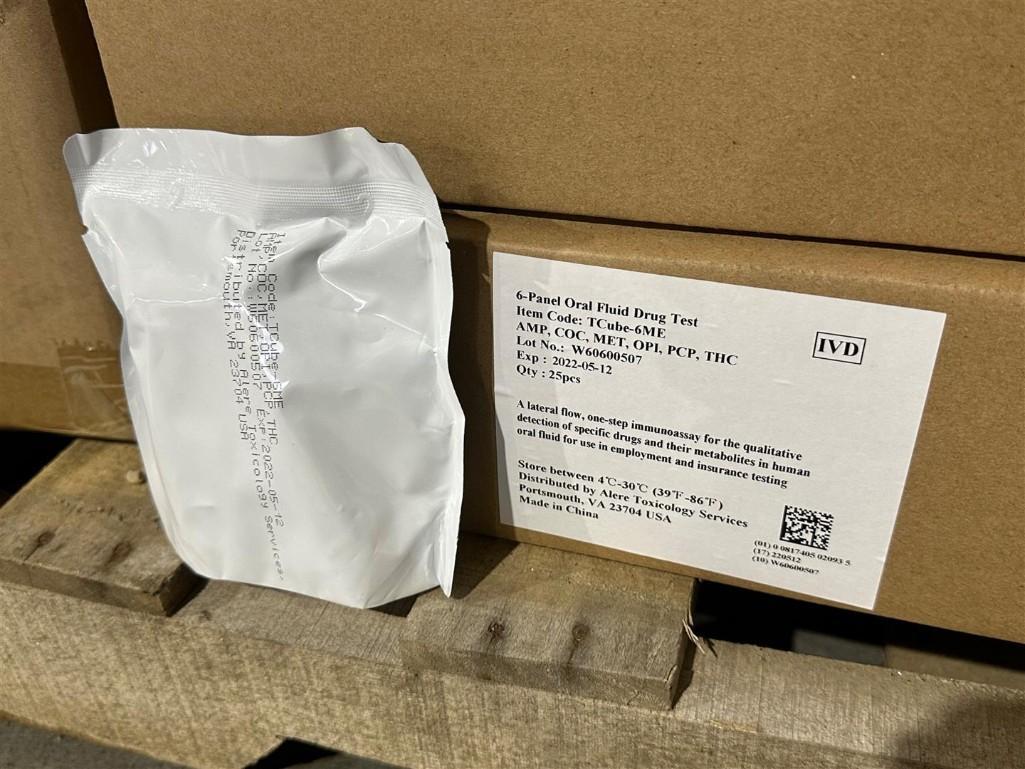 Item Code:TCube-6ME
AMP,COC,MET,OPI,PCP,THC
Lot No.:W60600507 Exp:2022-05-12
Distributed by Alere Toxicology Services.
Portsmouth,VA 23704 USA
6-Panel Oral Fluid Drug Test
Item Code: TCube-6ME
AMP, COC, MET, OPI, PCP, THC
Lot No.: W60600507
Exp : 2022-05-12
Qty : 25pcs
IVD
A lateral flow, one-step immunoassay for the qualitative
detection of specific drugs and their metabolites in human
oral fluid for use in employment and insurance testing
Store between 4℃-30℃ (39℉-86℉)
Distributed by Alere Toxicology Services
Portsmouth, VA 23704 USA
Made in China
(01) 0 0817405 02093 5
(17) 220512
(10) W60600507